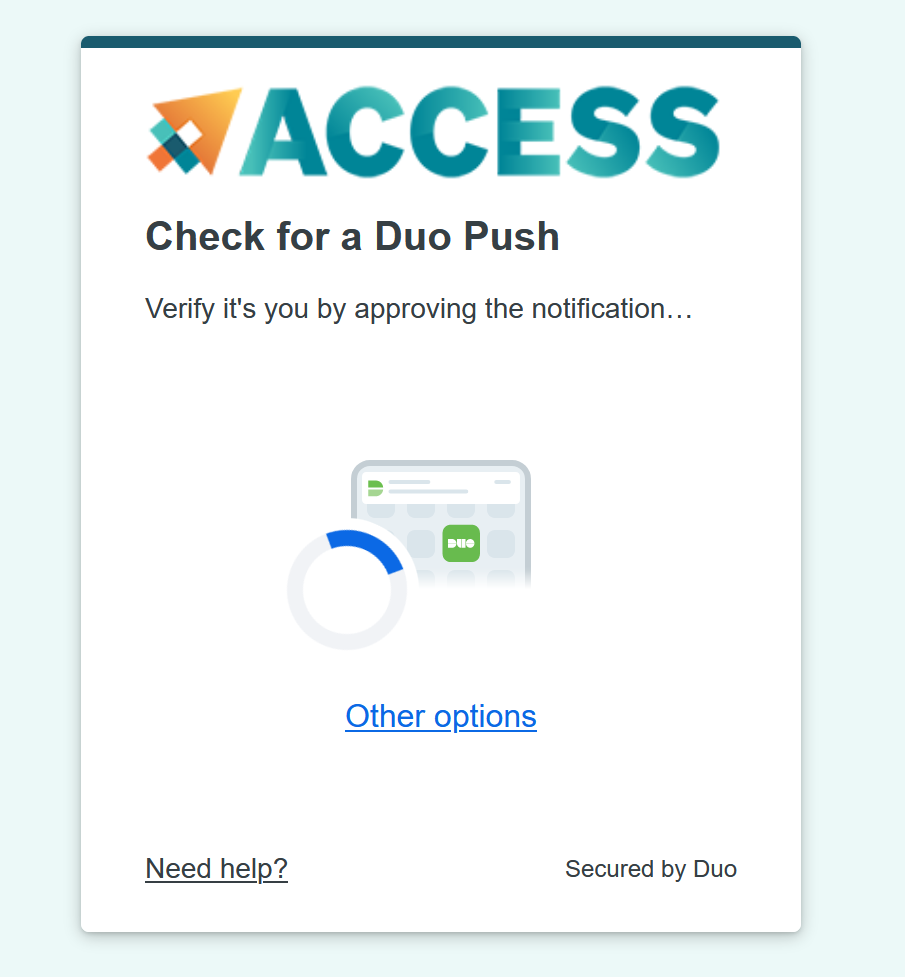 ACCESS
Check for a Duo Push
Verify it's you by approving the notification…
DUO
Other options
Need help?
Secured by Duo